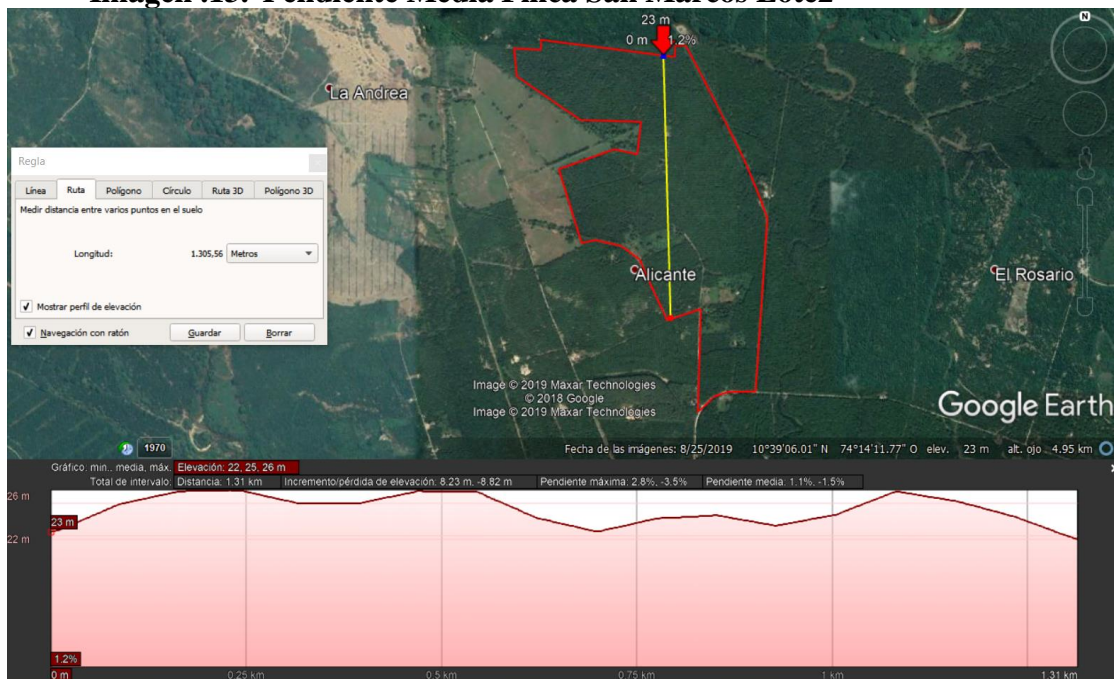 Imagen .13. Pendiente Media Finca San Marcos Lote2
23 m
0 m 1.2%
N
La Andrea
Regla
Línea Ruta Polígono Círculo Ruta 3D Polígono 3D
Medir distancia entre varios puntos en el suelo
Longitud: 1.305,56 Metros
Mostrar perfil de elevación
Navegación con ratón Guardar Borrar
Alicante
El Rosario
Image © 2019 Maxar Technologies
© 2018 Google
Image © 2019 Maxar Technologies
Google Earth
1970
Fecha de las imágenes: 8/25/2019 10°39'06.01" N 74°14'11.77" O elev. 23 m alt. ojo 4.95 km
Gráfico: min., media, máx. Elevación: 22, 25, 26 m
Total de intervalo: Distancia: 1.31 km Incremento/pérdida de elevación: 8.23 m, -8.82 m Pendiente máxima: 2.8%, -3.5% Pendiente media: 1.1%, -1.5%
26 m
23 m
22 m
1.2%
0 m 0.25 km 0.5 km 0.75 km 1 km 1.31 km